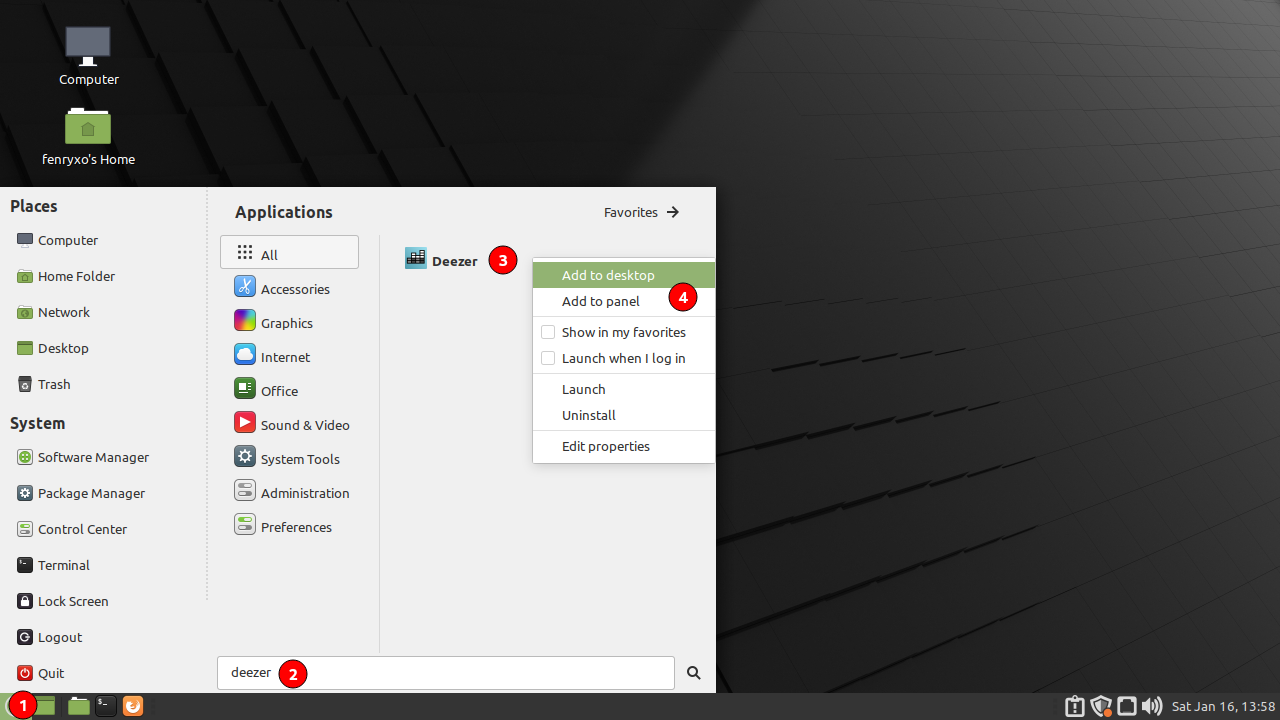 Computer
fenryxo's Home
Places
Computer
Home Folder
Network
Desktop
Trash
System
Software Manager
Package Manager
Control Center
Terminal
Lock Screen
Logout
Quit
Applications
Favorites
All
Accessories
Graphics
Internet
Office
Sound & Video
System Tools
Administration
Preferences
Deezer 3
Add to desktop
Add to panel 4
Show in my favorites
Launch when I log in
Launch
Uninstall
Edit properties
deezer 2
1
Sat Jan 16, 13:58